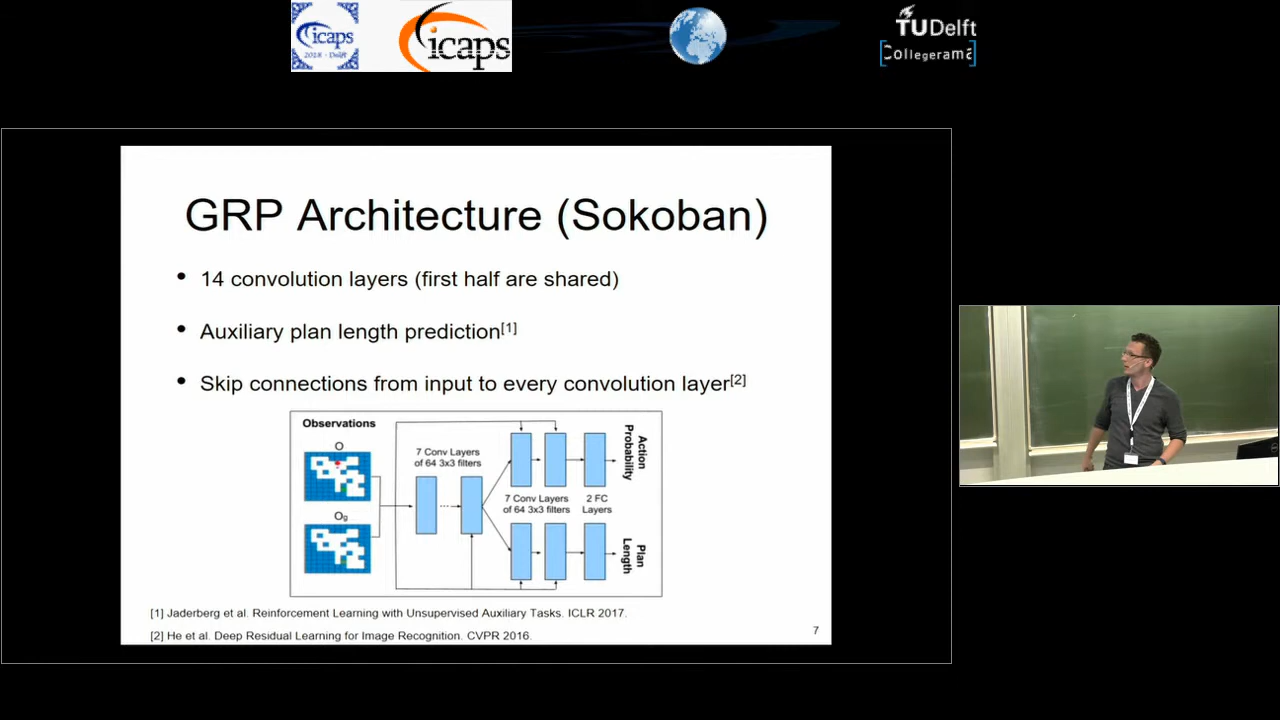 icaps
2018 - Delft
icaps
TUDelft
Collegerama
GRP Architecture (Sokoban)
• 14 convolution layers (first half are shared)
• Auxiliary plan length prediction[1]
• Skip connections from input to every convolution layer[2]
Observations
O
Og
7 Conv Layers
of 64 3x3 filters
7 Conv Layers
of 64 3x3 filters
2 FC
Layers
Action
Probability
Plan
Length
[1] Jaderberg et al. Reinforcement Learning with Unsupervised Auxiliary Tasks. ICLR 2017.
[2] He et al. Deep Residual Learning for Image Recognition. CVPR 2016.
7